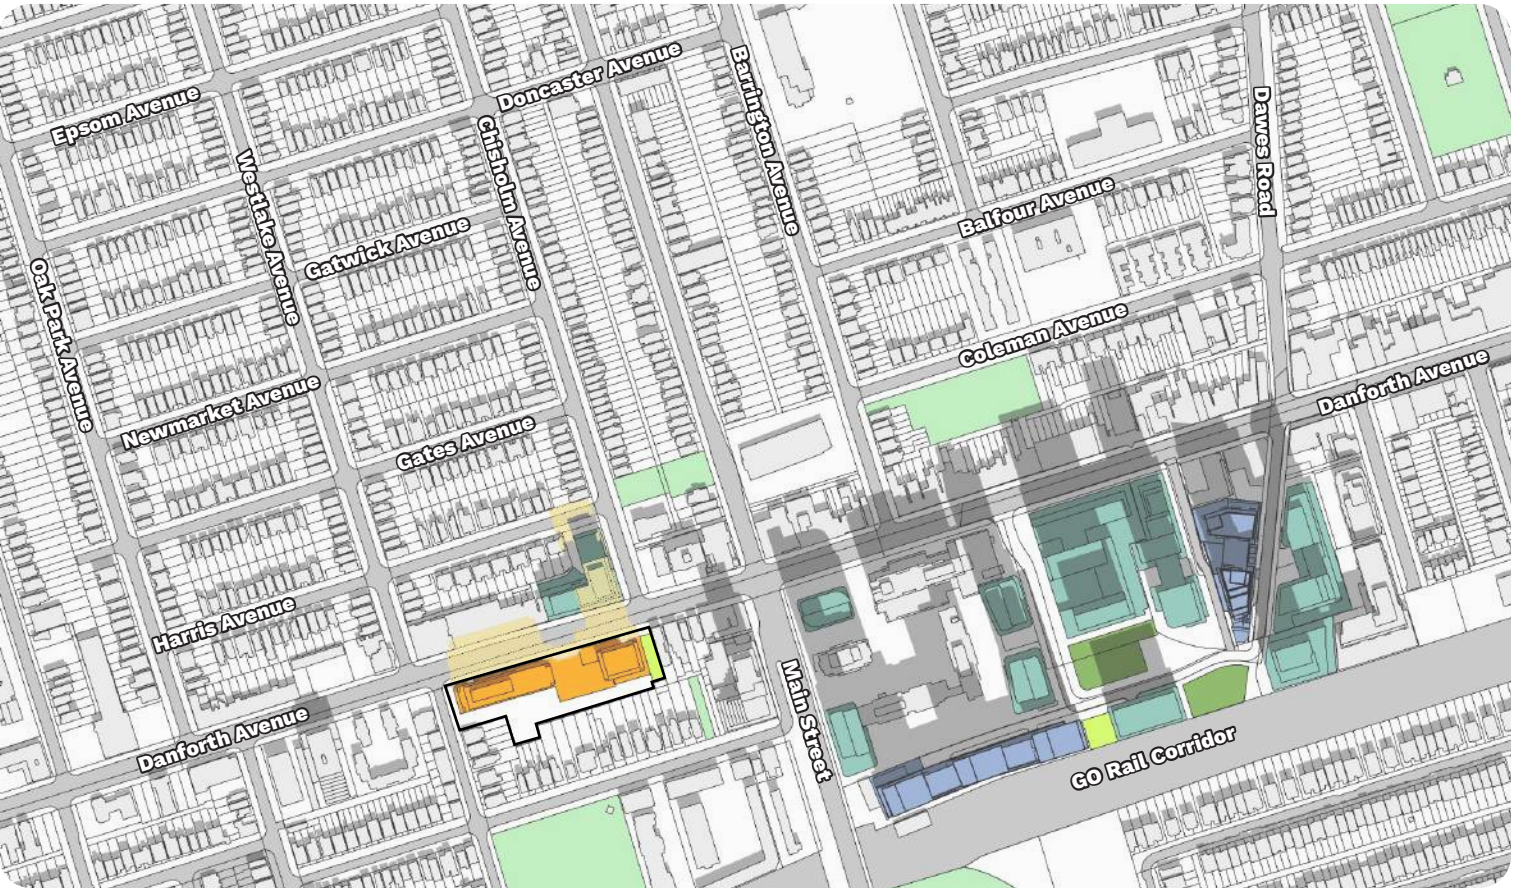 Doncaster Avenue
Epsom Avenue
Barrington Avenue
Dawes Road
Chisholm Avenue
Westlake Avenue
Balfour Avenue
Gatwick Avenue
Oak Park Avenue
Coleman Avenue
Danforth Avenue
Newmarket Avenue
Gates Avenue
Harris Avenue
Main Street
Danforth Avenue
GO Rail Corridor